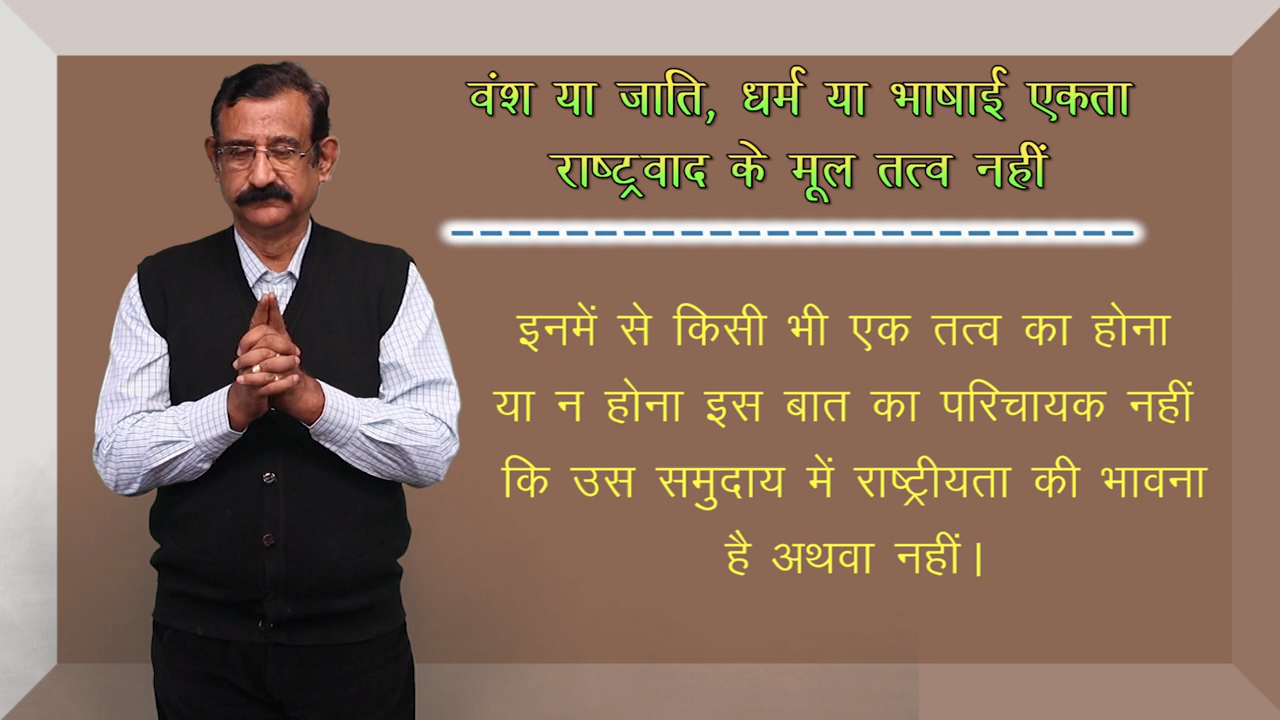 वंश या जाति, धर्म या भाषाई एकता
राष्ट्रवाद के मूल तत्व नहीं
इनमें से किसी भी एक तत्व का होना
या न होना इस बात का परिचायक नहीं
कि उस समुदाय में राष्ट्रीयता की भावना
है अथवा नहीं।